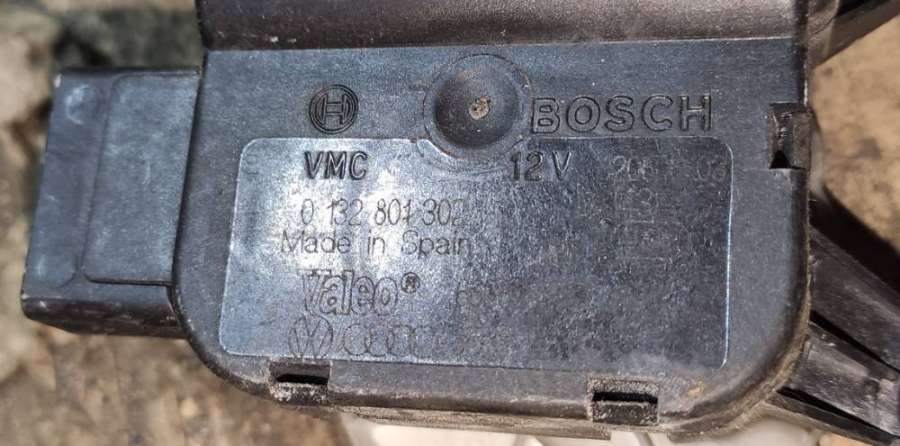 BOSCH
VMC 12V
0 132 801 302
Made in Spain
Valeo®